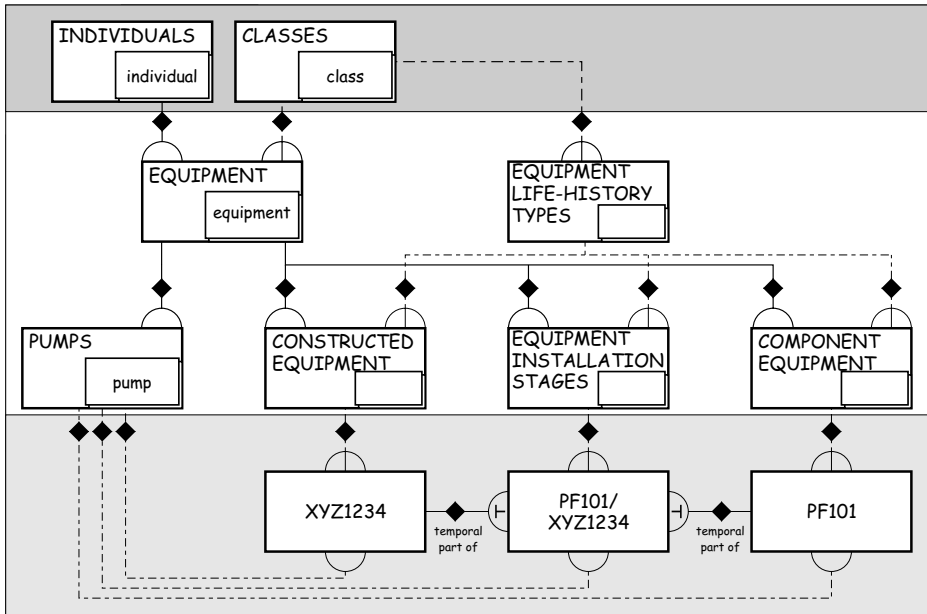 INDIVIDUALS
individual
CLASSES
class
EQUIPMENT
equipment
EQUIPMENT
LIFE-HISTORY
TYPES
PUMPS
pump
CONSTRUCTED
EQUIPMENT
EQUIPMENT
INSTALLATION
STAGES
COMPONENT
EQUIPMENT
XYZ1234
temporal
part of
PF101/
XYZ1234
temporal
part of
PF101